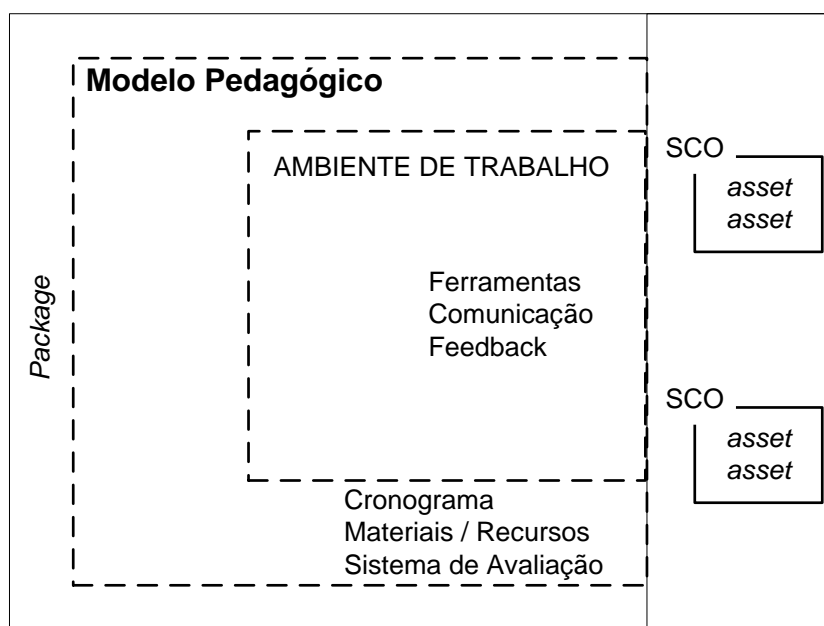 Modelo Pedagógico
AMBIENTE DE TRABALHO
Ferramentas
Comunicação
Feedback
Cronograma
Materiais / Recursos
Sistema de Avaliação
Package
SCO
asset
asset
SCO
asset
asset